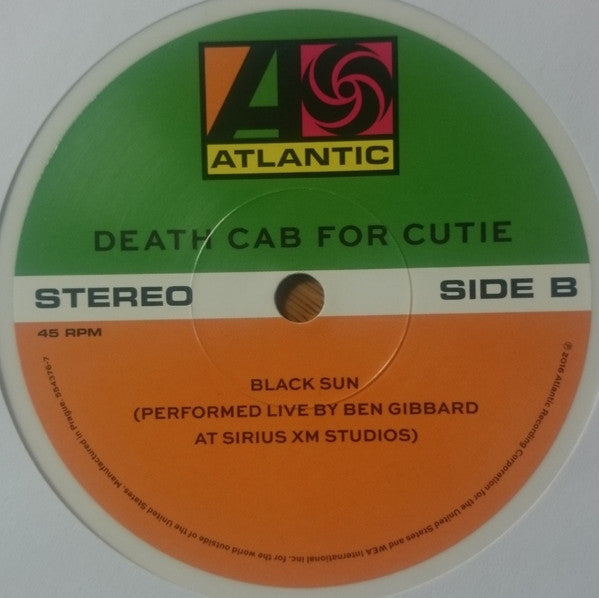 ATLANTIC
DEATH CAB FOR CUTIE
STEREO
SIDE B
45 RPM
BLACK SUN
(PERFORMED LIVE BY BEN GIBBARD
AT SIRIUS XM STUDIOS)
℗ 2016 Atlantic Recording Corporation for the United States and WEA International Inc. for the world outside of the United States. Manufactured in Prague 554376-7